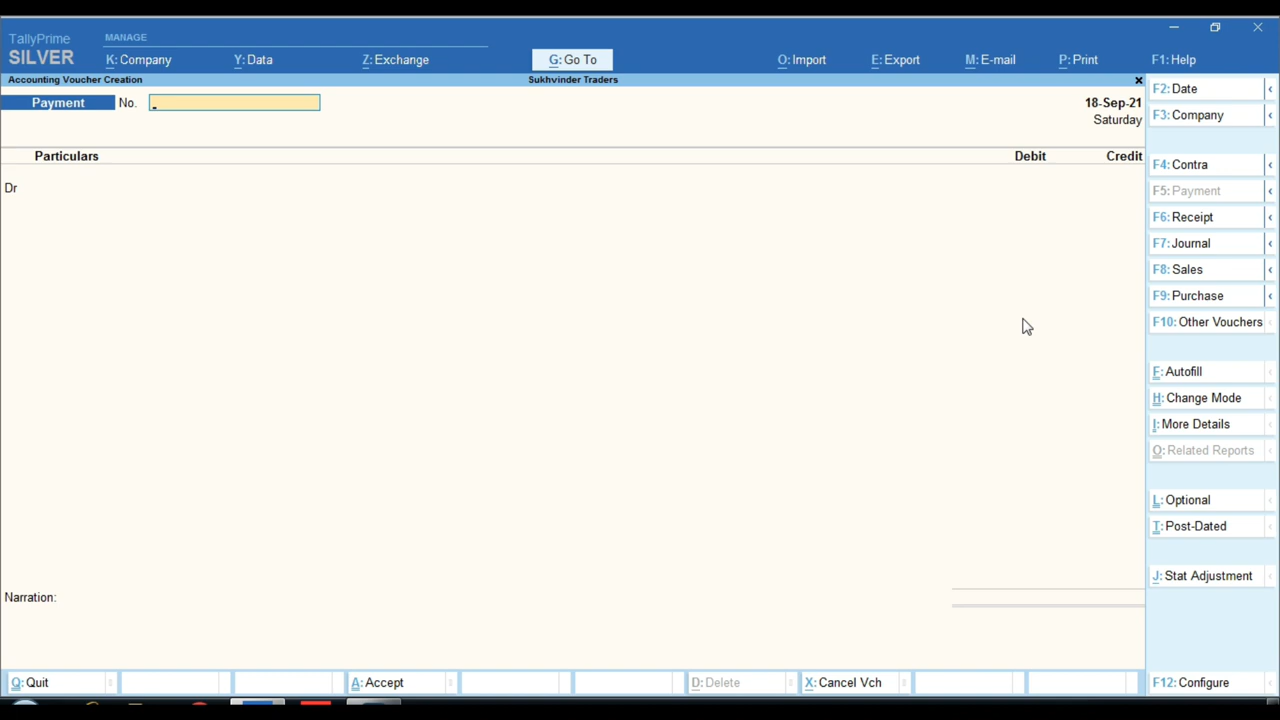 TallyPrime
MANAGE
SILVER
K: Company
Y: Data
Z: Exchange
G: Go To
O: Import
E: Export
M: E-mail
P: Print
F1: Help
Accounting Voucher Creation
Sukhvinder Traders
Payment No.
18-Sep-21
Saturday
Particulars
Debit
Credit
Dr
Narration:
F2: Date
F3: Company
F4: Contra
F5: Payment
F6: Receipt
F7: Journal
F8: Sales
F9: Purchase
F10: Other Vouchers
F: Autofill
H: Change Mode
I: More Details
O: Related Reports
L: Optional
T: Post-Dated
J: Stat Adjustment
Q: Quit
A: Accept
D: Delete
X: Cancel Vch
F12: Configure